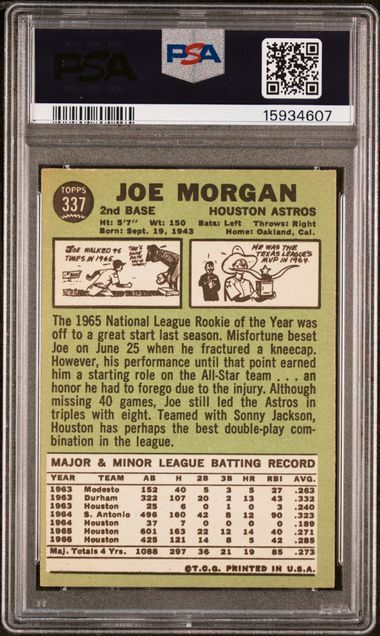 PSA
PSA
15934607
TOPPS
337
JOE MORGAN
2nd BASE HOUSTON ASTROS
Ht: 5'7" Wt: 150 Bats: Left Throws: Right
Born: Sept. 19, 1943 Home: Oakland, Cal.
JOE WALKED 95
TIMES IN 1965
HE WAS THE
TEXAS LEAGUE'S
MVP IN 1964.
The 1965 National League Rookie of the Year was
off to a great start last season. Misfortune beset
Joe on June 25 when he fractured a kneecap.
However, his performance until that point earned
him a starting role on the All-Star team . . . an
honor he had to forego due to the injury. Although
missing 40 games, Joe still led the Astros in
triples with eight. Teamed with Sonny Jackson,
Houston has perhaps the best double-play com-
bination in the league.
MAJOR & MINOR LEAGUE BATTING RECORD
YEAR TEAM AB H 2B 3B HR RBI AVG.
1963 Modesto 152 40 5 3 5 27 .263
1963 Durham 322 107 20 2 13 43 .332
1963 Houston 25 6 0 1 0 3 .240
1964 S. Antonio 496 160 42 8 12 90 .323
1964 Houston 37 7 0 0 0 0 .189
1965 Houston 601 163 22 12 14 40 .271
1966 Houston 425 121 14 8 5 42 .285
Maj. Totals 4 Yrs. 1088 297 36 21 19 85 .273
©T.C.G. PRINTED IN U.S.A.
PSA